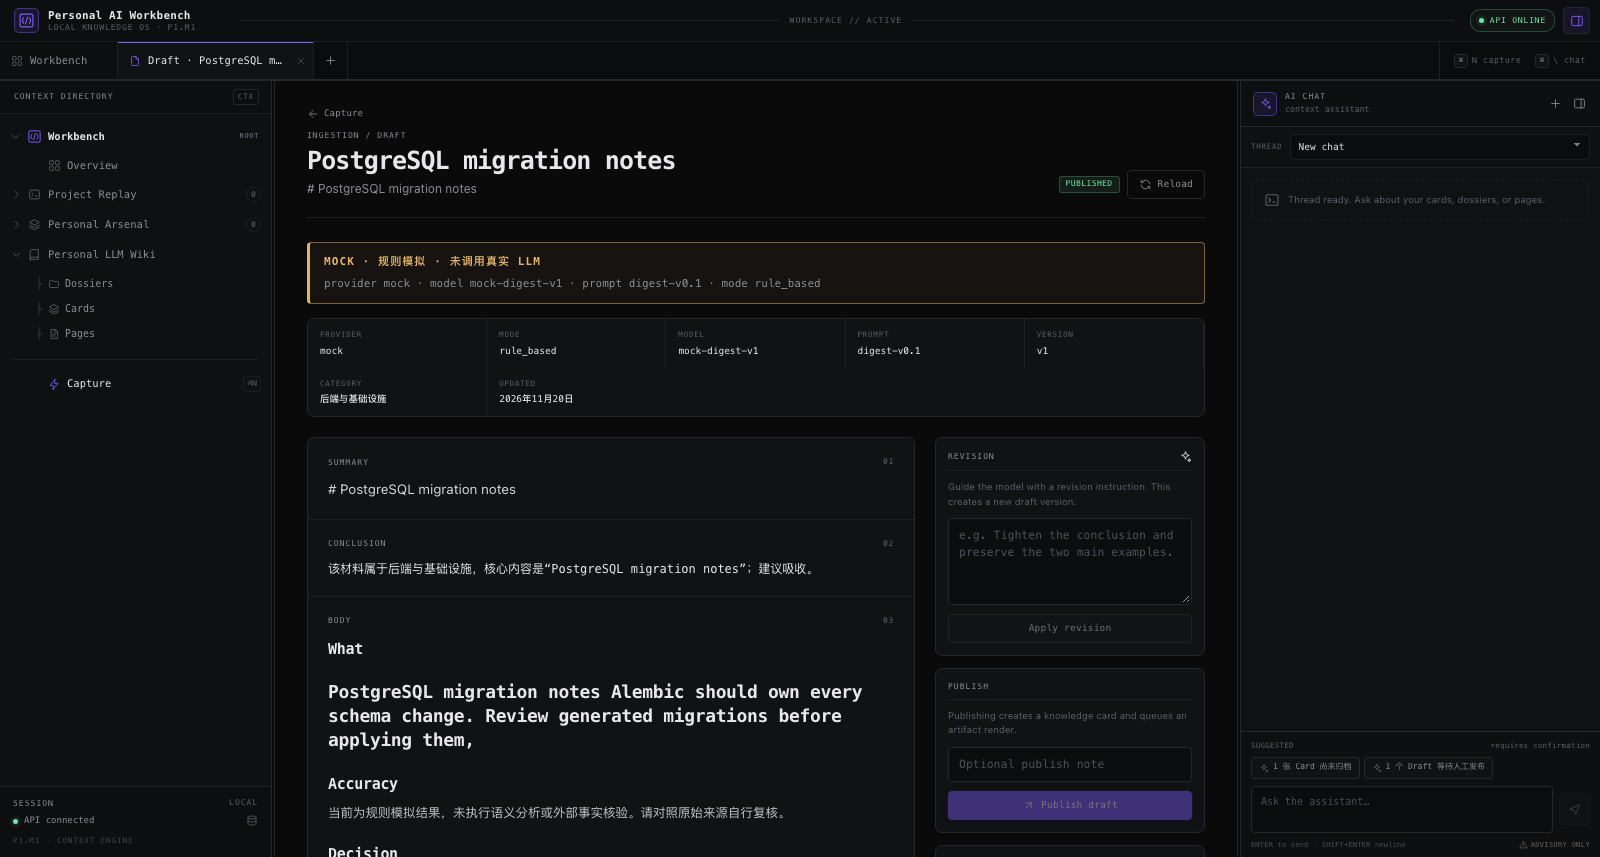 Personal AI Workbench
LOCAL KNOWLEDGE OS · P1.M1
WORKSPACE // ACTIVE
API ONLINE
Workbench
Draft · PostgreSQL m…
×
+
⌘ N capture
⌘ \ chat
CONTEXT DIRECTORY
CTX
Workbench
ROOT
Overview
Project Replay
0
Personal Arsenal
0
Personal LLM Wiki
Dossiers
Cards
Pages
Capture
⌘N
SESSION
LOCAL
API connected
P1.M1 · CONTEXT ENGINE
← Capture
INGESTION / DRAFT
PostgreSQL migration notes
# PostgreSQL migration notes
PUBLISHED
Reload
MOCK · 规则模拟 · 未调用真实 LLM
provider mock · model mock-digest-v1 · prompt digest-v0.1 · mode rule_based
PROVIDER
mock
MODE
rule_based
MODEL
mock-digest-v1
PROMPT
digest-v0.1
VERSION
v1
CATEGORY
后端与基础设施
UPDATED
2026年11月20日
SUMMARY
01
# PostgreSQL migration notes
CONCLUSION
02
该材料属于后端与基础设施，核心内容是“PostgreSQL migration notes”；建议吸收。
BODY
03
What
PostgreSQL migration notes Alembic should own every
schema change. Review generated migrations before
applying them,
Accuracy
当前为规则模拟结果，未执行语义分析或外部事实核验。请对照原始来源自行复核。
Decision
REVISION
Guide the model with a revision instruction. This
creates a new draft version.
e.g. Tighten the conclusion and
preserve the two main examples.
Apply revision
PUBLISH
Publishing creates a knowledge card and queues an
artifact render.
Optional publish note
Publish draft
AI CHAT
context assistant
+
THREAD
New chat
Thread ready. Ask about your cards, dossiers, or pages.
SUGGESTED
requires confirmation
1 张 Card 尚未归档
1 个 Draft 等待人工发布
Ask the assistant…
ENTER to send · SHIFT+ENTER newline
ADVISORY ONLY